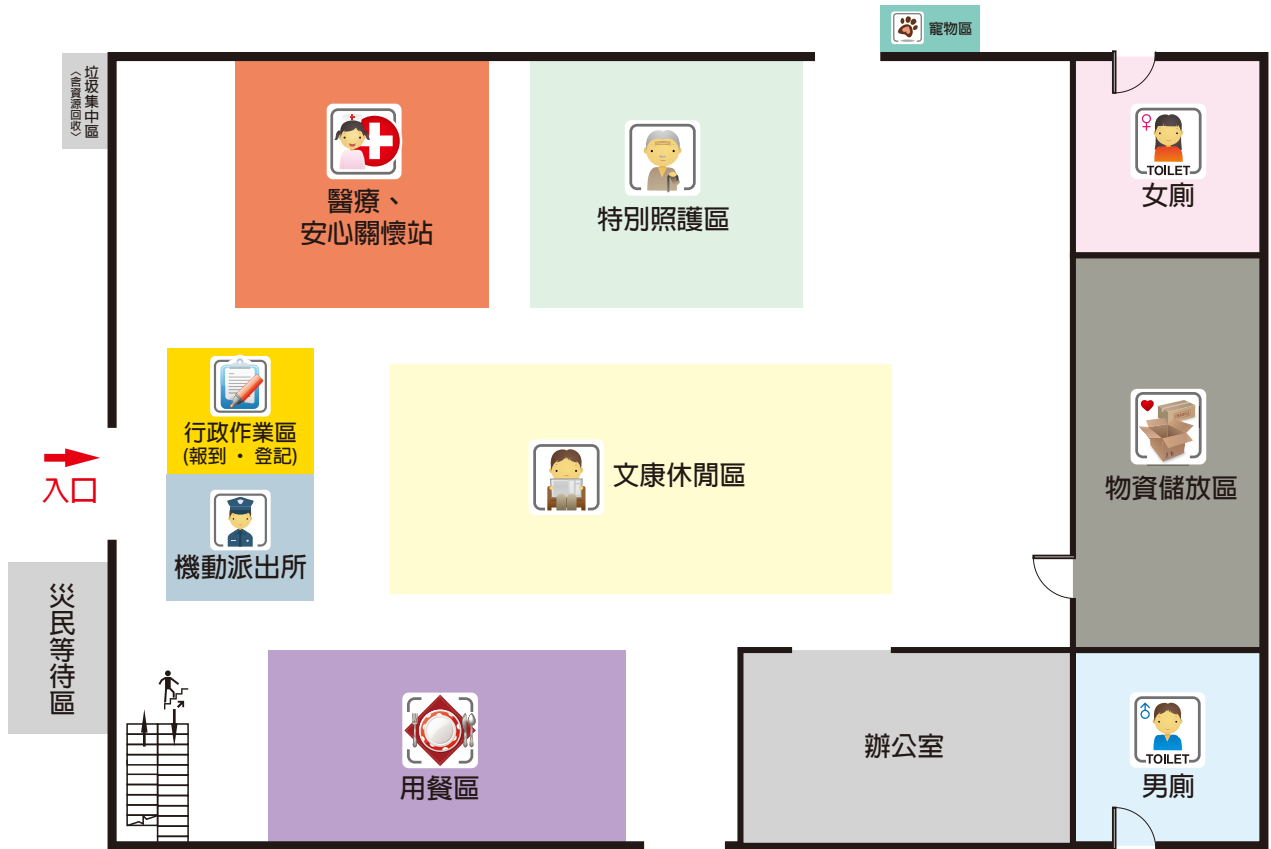 寵物區
垃圾集中區
〈含資源回收〉
醫療、
安心關懷站
特別照護區
TOILET
女廁
行政作業區
(報到 ‧ 登記)
入口
機動派出所
文康休閒區
物資儲放區
災民等待區
用餐區
辦公室
TOILET
男廁